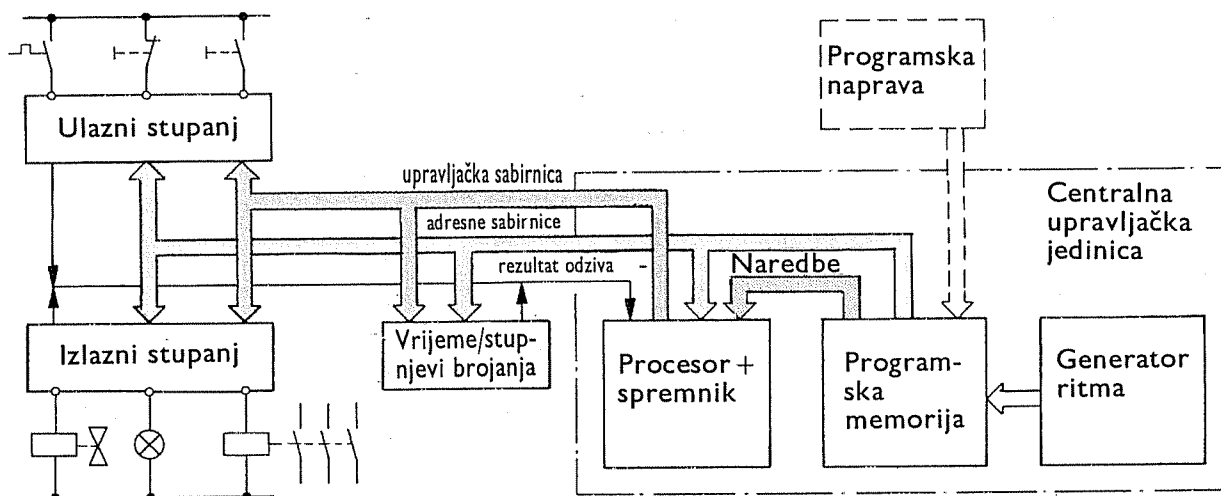 Programska
naprava
Ulazni stupanj
upravljačka sabirnica
Centralna
upravljačka
jedinica
adresne sabirnice
rezultat odziva
Naredbe
Izlazni stupanj
Vrijeme/stup-
njevi brojanja
Procesor +
spremnik
Program-
ska
memorija
Generator
ritma